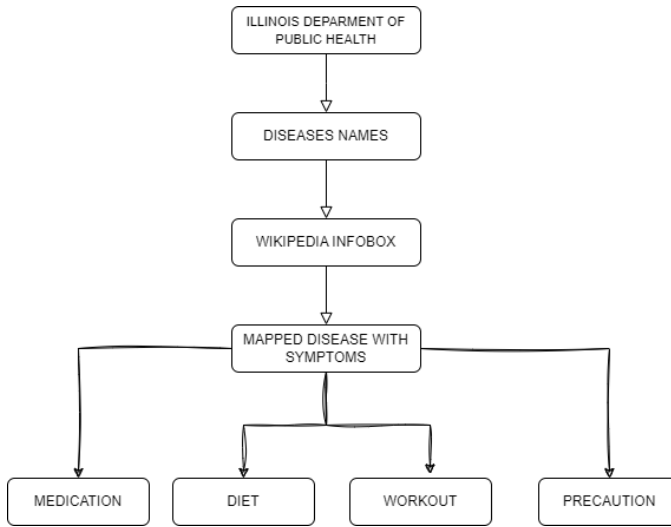 ILLINOIS DEPARMENT OF
PUBLIC HEALTH
DISEASES NAMES
WIKIPEDIA INFOBOX
MAPPED DISEASE WITH
SYMPTOMS
MEDICATION
DIET
WORKOUT
PRECAUTION